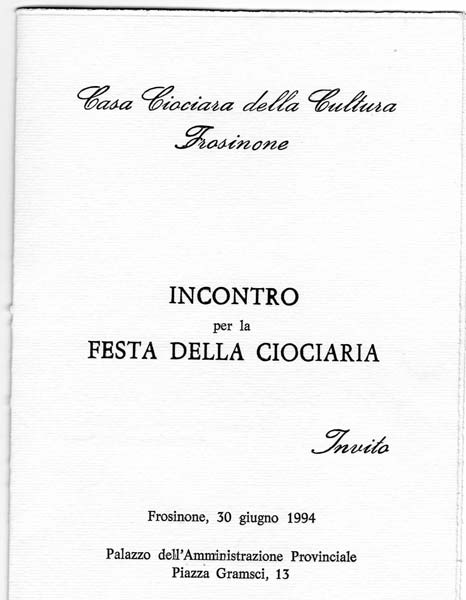 Casa Ciociara della Cultura
Frosinone
INCONTRO
per la
FESTA DELLA CIOCIARIA
Invito
Frosinone, 30 giugno 1994
Palazzo dell'Amministrazione Provinciale
Piazza Gramsci, 13